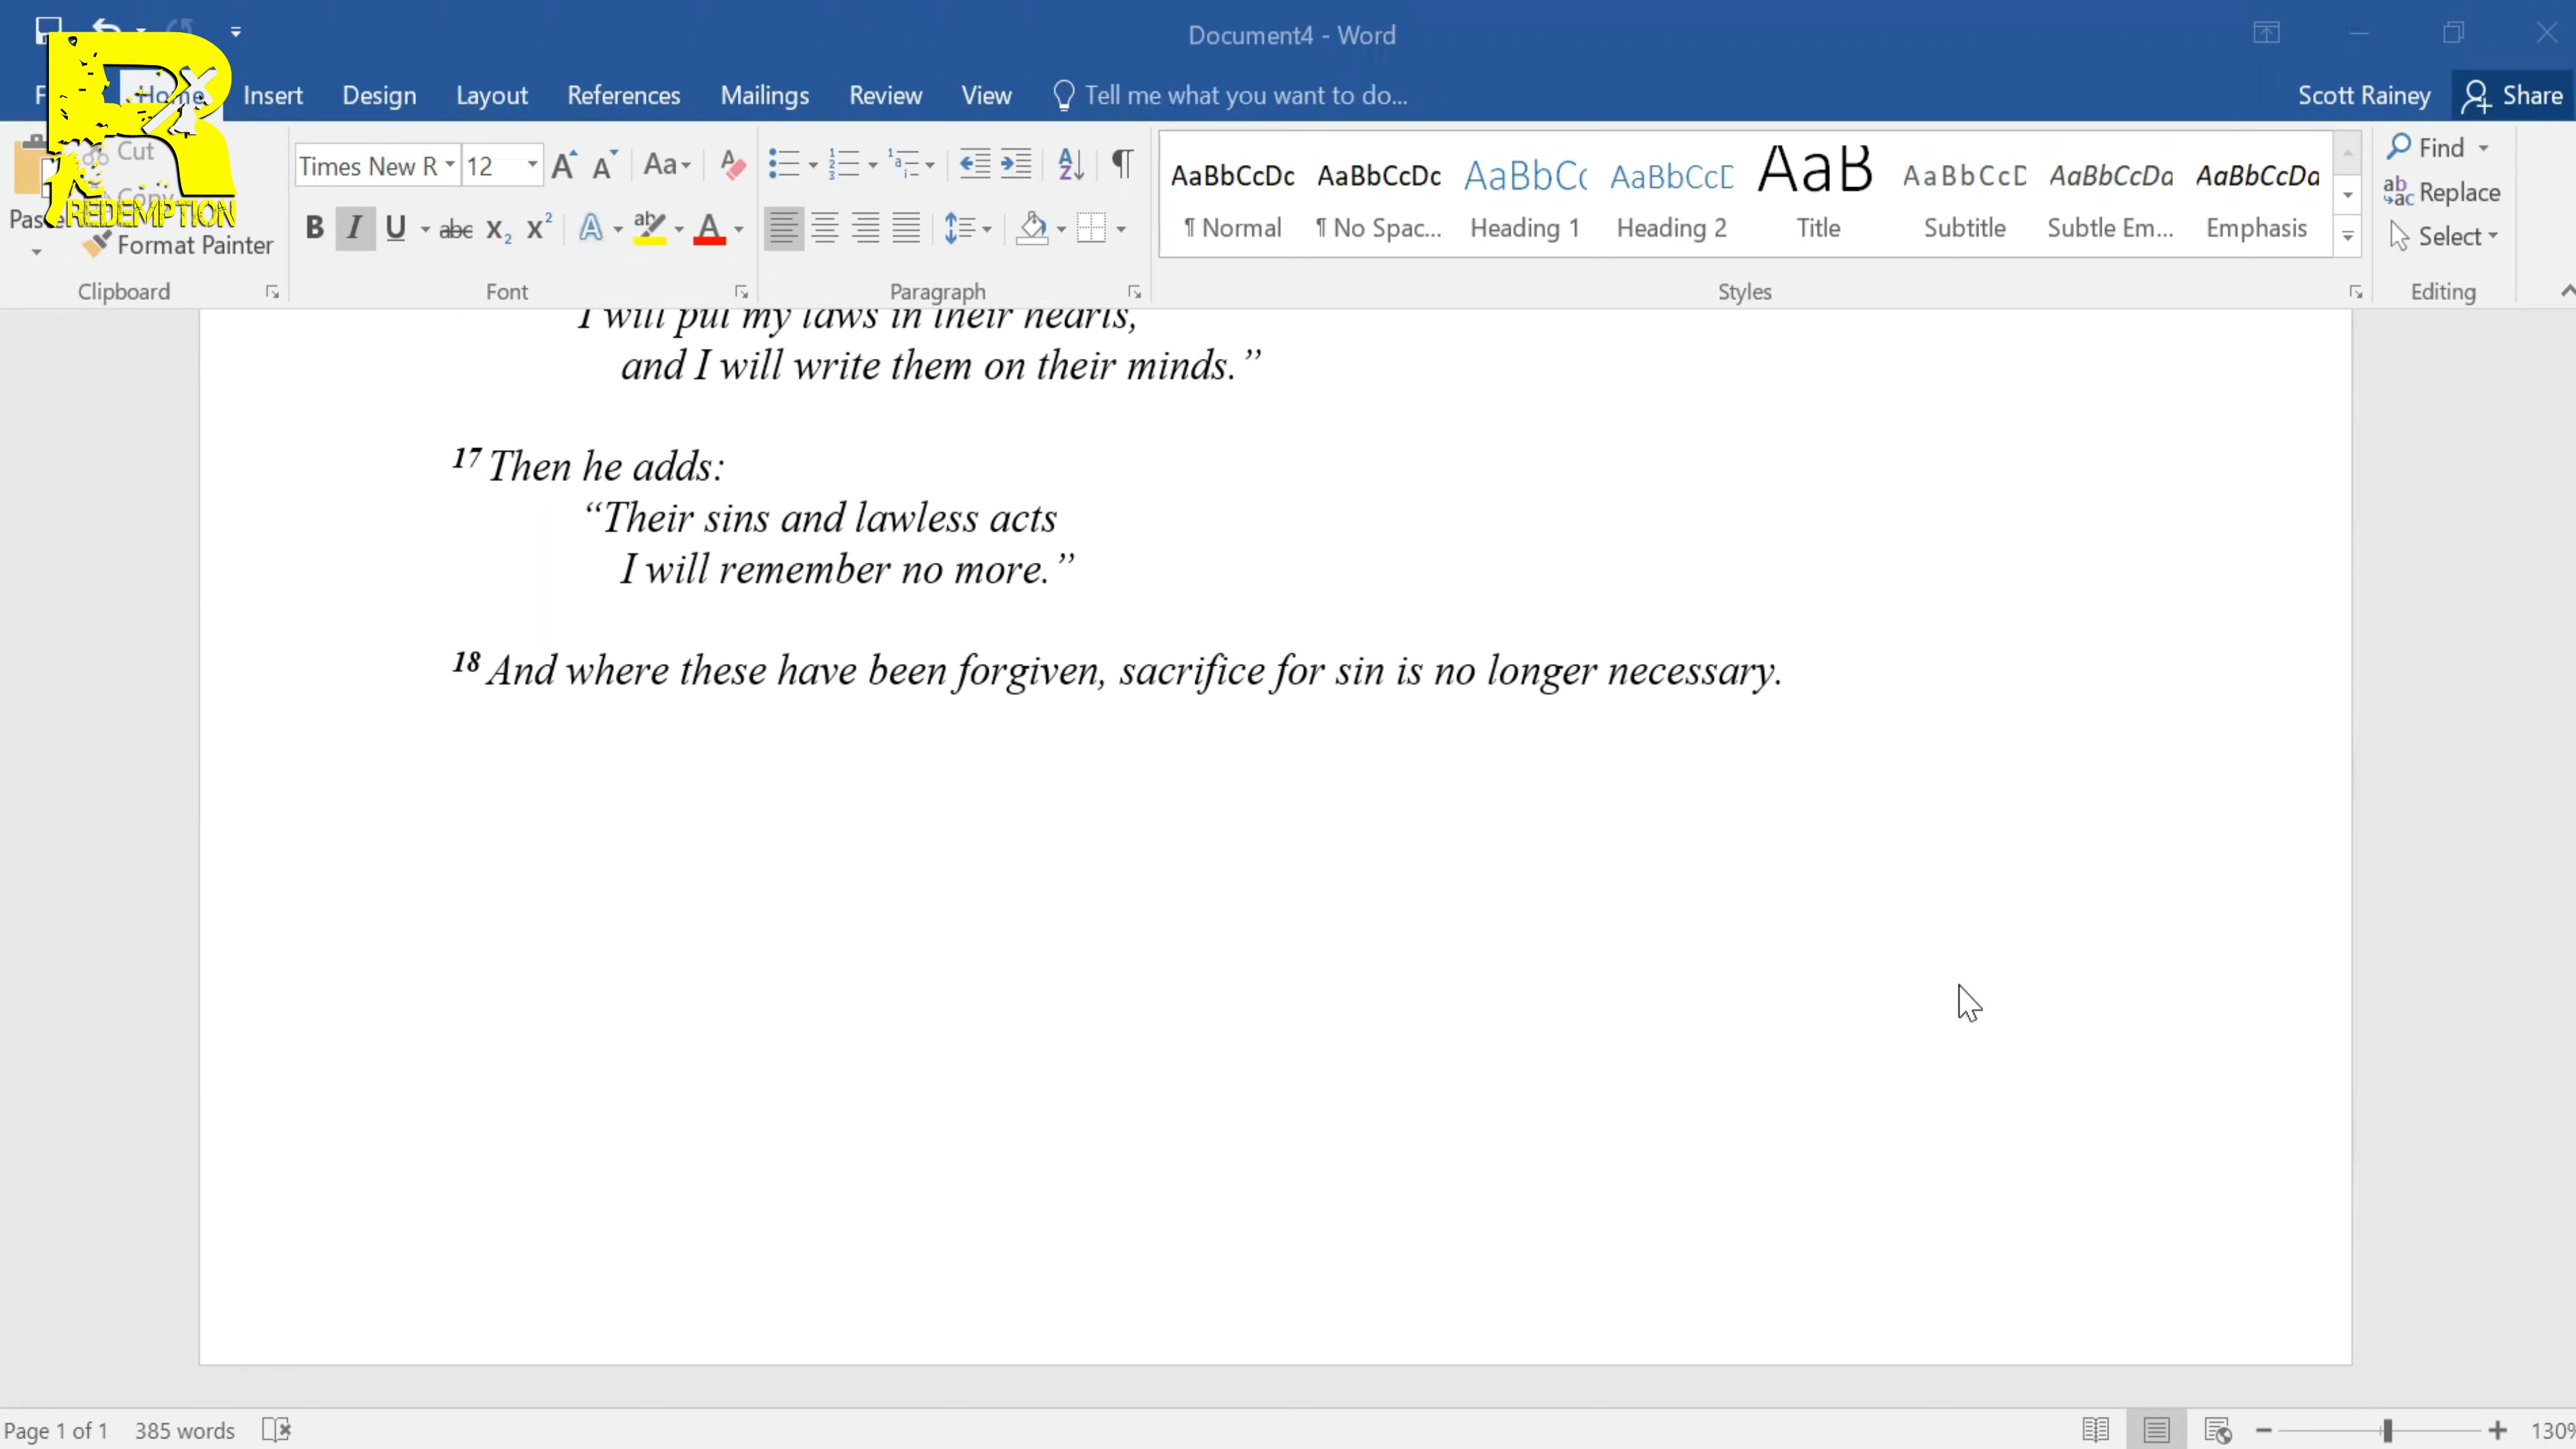 Document4 - Word
Home Insert Design Layout References Mailings Review View Tell me what you want to do... Scott Rainey Share
Cut
Copy
Paste
REDEMPTION
Format Painter
Times New R 12
Find
Replace
Select
AaBbCcDc AaBbCcDc AaBbC AaBbCcD AaB AaBbCcD AaBbCcDa AaBbCcDa
¶ Normal ¶ No Spac... Heading 1 Heading 2 Title Subtitle Subtle Em... Emphasis
Clipboard Font Paragraph Styles Editing
I will put my laws in their hearts,
and I will write them on their minds.”
17 Then he adds:
“Their sins and lawless acts
I will remember no more.”
18 And where these have been forgiven, sacrifice for sin is no longer necessary.
Page 1 of 1 385 words 130%